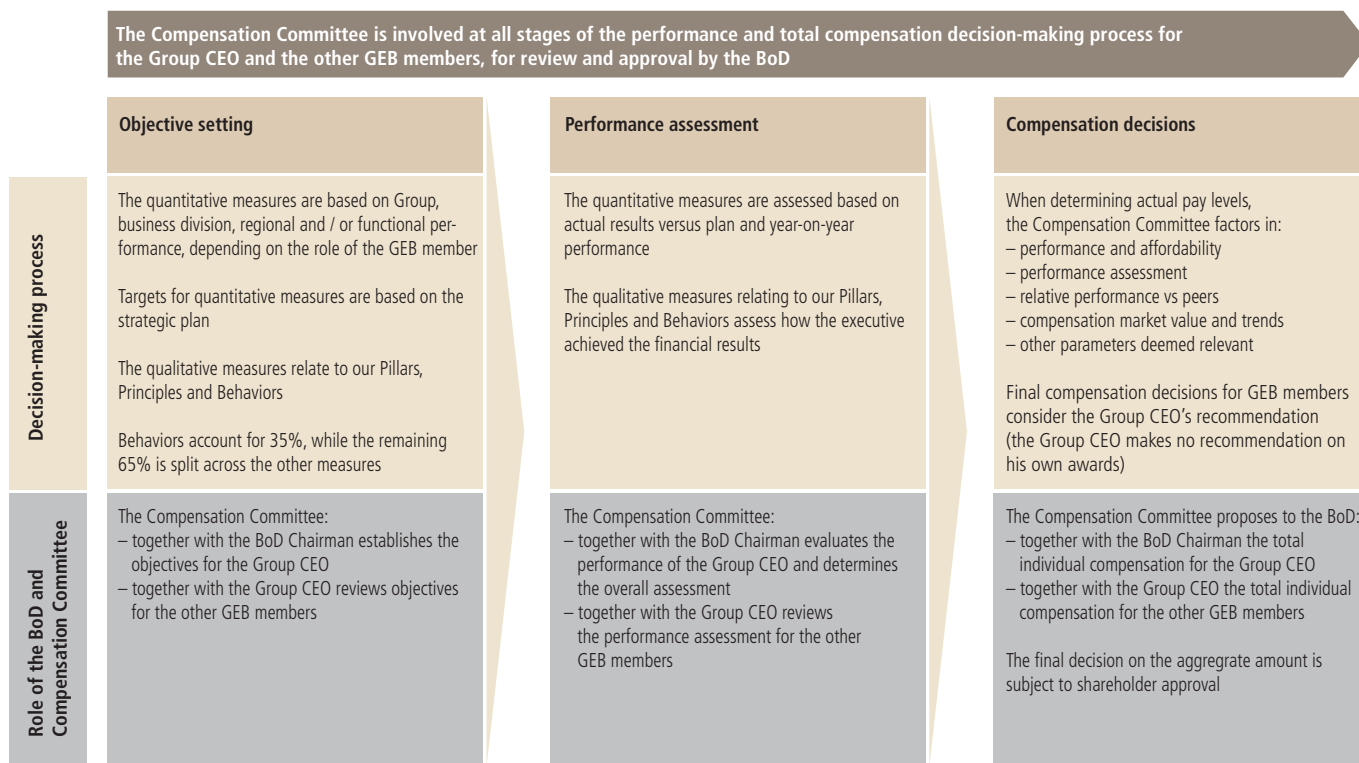 The Compensation Committee is involved at all stages of the performance and total compensation decision-making process for
the Group CEO and the other GEB members, for review and approval by the BoD
Objective setting
Performance assessment
Compensation decisions
Decision-making process
The quantitative measures are based on Group,
business division, regional and / or functional per-
formance, depending on the role of the GEB member
Targets for quantitative measures are based on the
strategic plan
The qualitative measures relate to our Pillars,
Principles and Behaviors
Behaviors account for 35%, while the remaining
65% is split across the other measures
The quantitative measures are assessed based on
actual results versus plan and year-on-year
performance
The qualitative measures relating to our Pillars,
Principles and Behaviors assess how the executive
achieved the financial results
When determining actual pay levels,
the Compensation Committee factors in:
– performance and affordability
– performance assessment
– relative performance vs peers
– compensation market value and trends
– other parameters deemed relevant
Final compensation decisions for GEB members
consider the Group CEO's recommendation
(the Group CEO makes no recommendation on
his own awards)
Role of the BoD and
Compensation Committee
The Compensation Committee:
– together with the BoD Chairman establishes the
objectives for the Group CEO
– together with the Group CEO reviews objectives
for the other GEB members
The Compensation Committee:
– together with the BoD Chairman evaluates the
performance of the Group CEO and determines
the overall assessment
– together with the Group CEO reviews
the performance assessment for the other
GEB members
The Compensation Committee proposes to the BoD:
– together with the BoD Chairman the total
individual compensation for the Group CEO
– together with the Group CEO the total individual
compensation for the other GEB members
The final decision on the aggregrate amount is
subject to shareholder approval